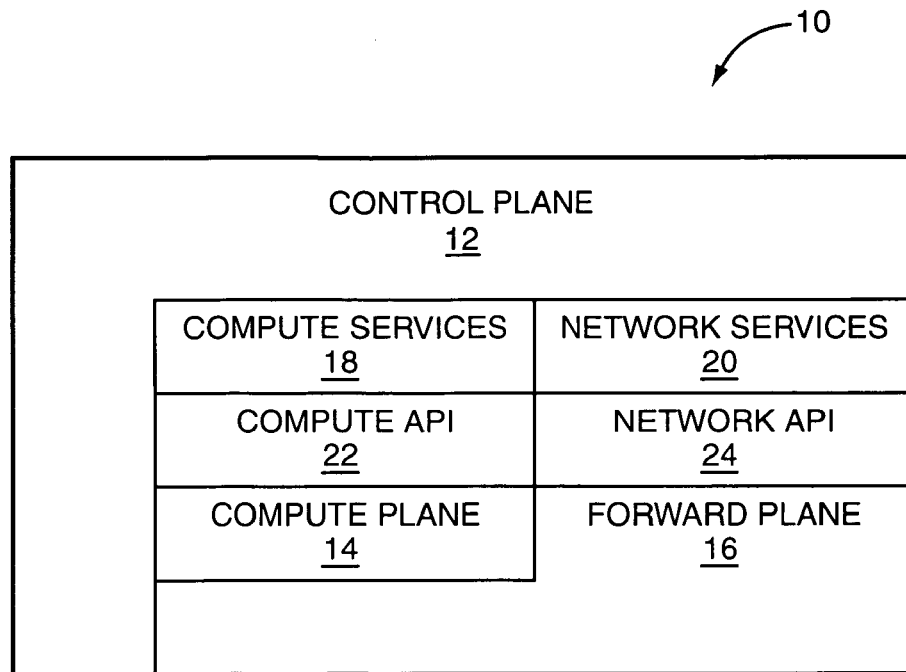 10
CONTROL PLANE
12
COMPUTE SERVICES
18
NETWORK SERVICES
20
COMPUTE API
22
NETWORK API
24
COMPUTE PLANE
14
FORWARD PLANE
16